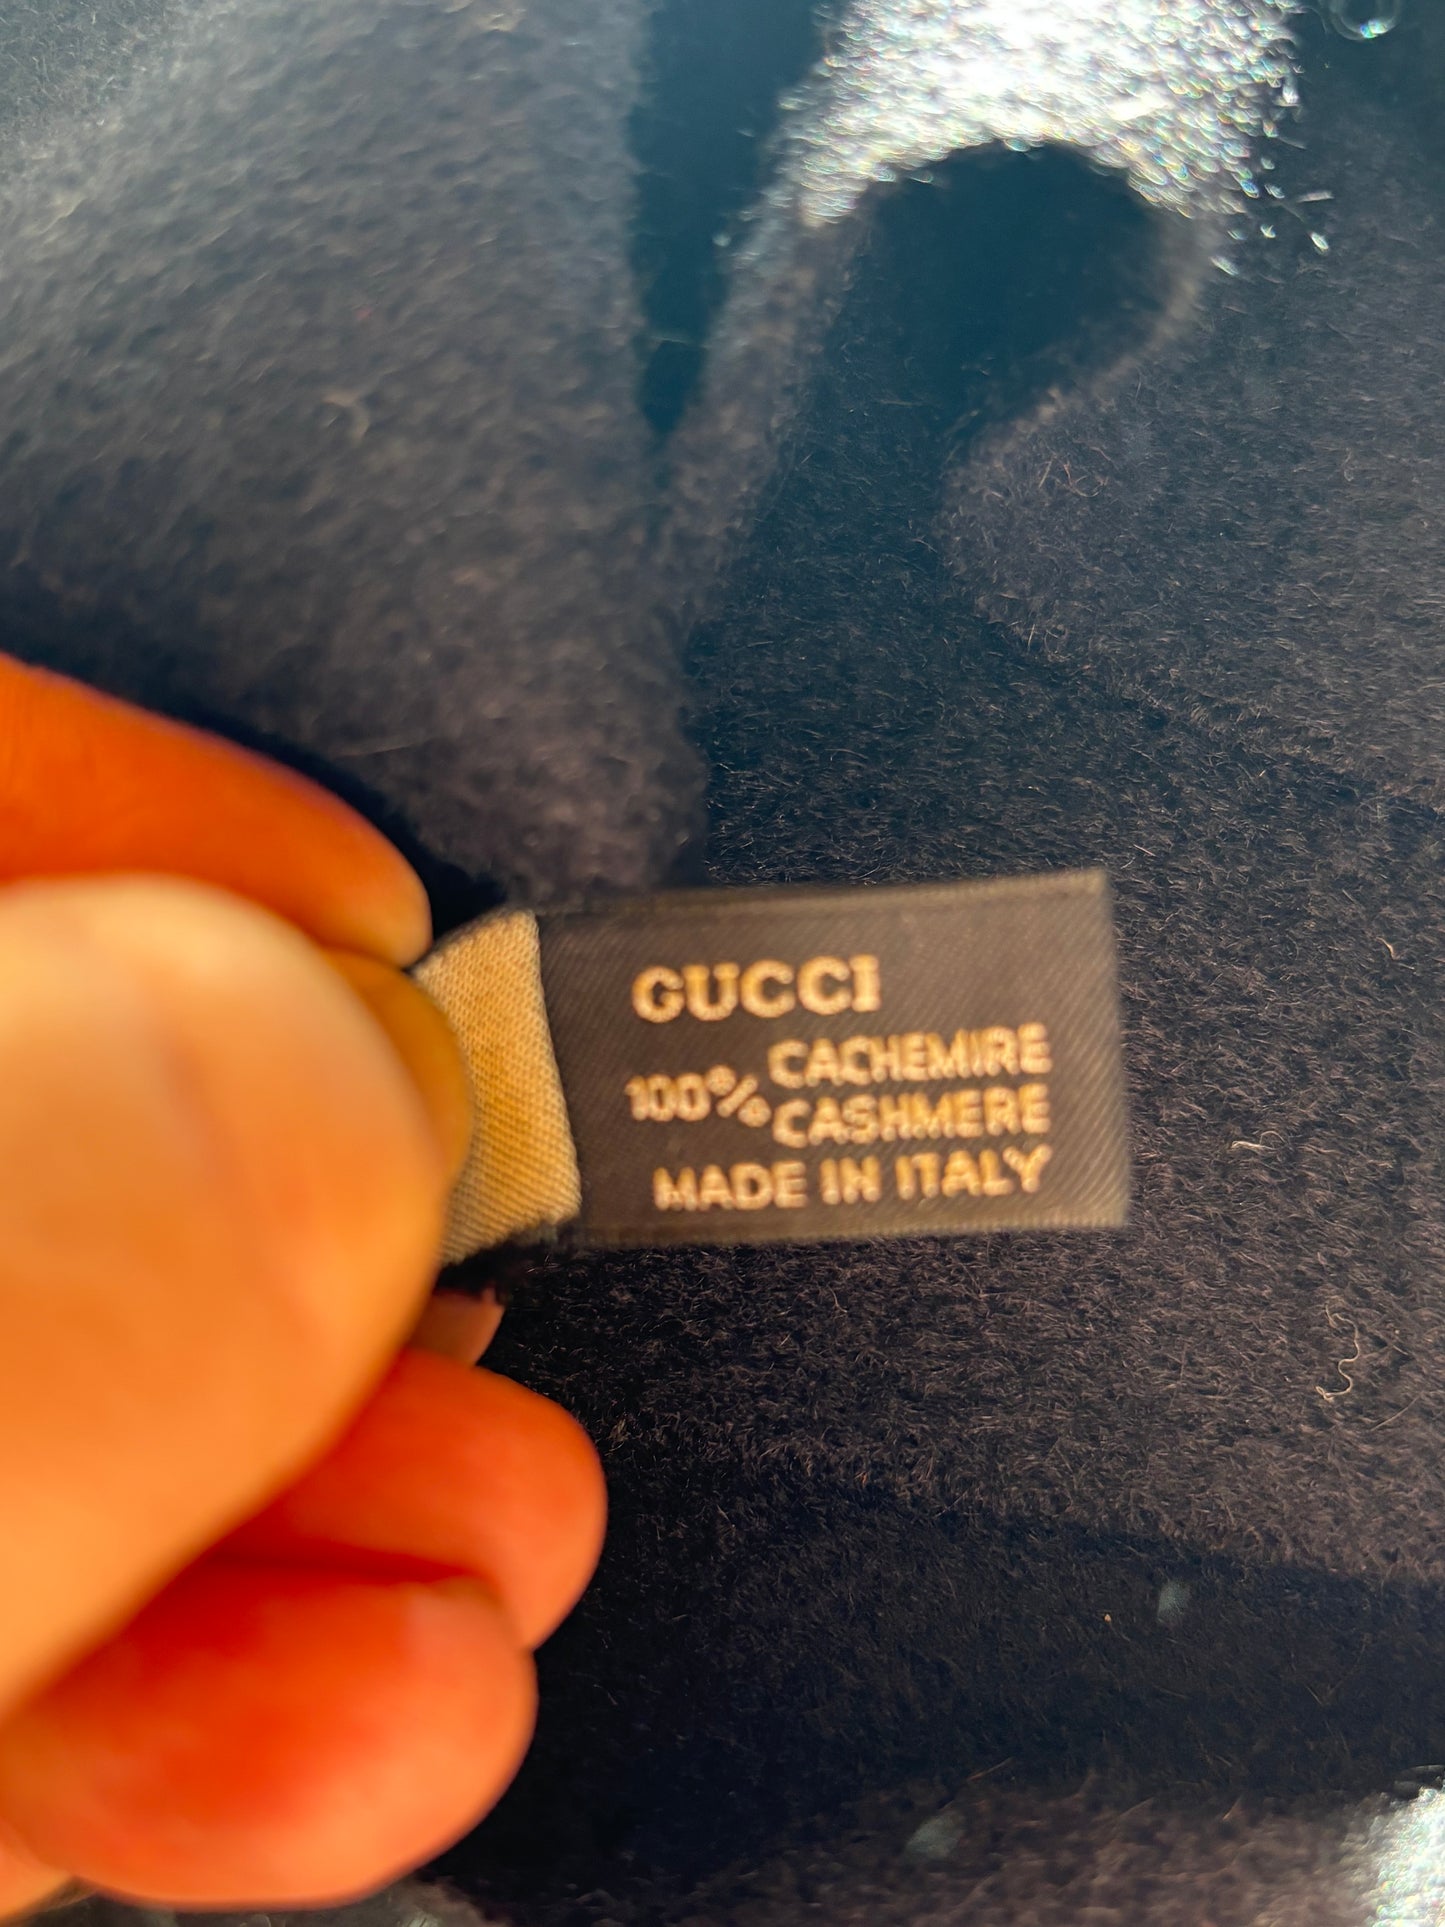 GUCCI
100% CACHEMIRE
CASHMERE
MADE IN ITALY